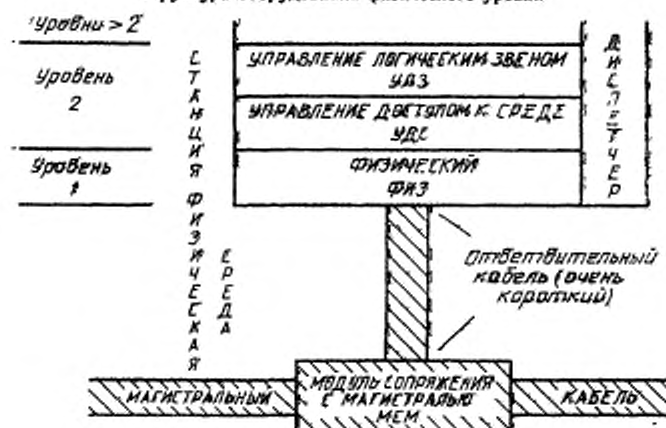 Уровни > 2
Уровень
2
Уровень
1
СТАНЦИЯ
ФИЗИЧЕСКАЯ
СРЕДА
УПРАВЛЕНИЕ ЛОГИЧЕСКИМ ЗВЕНОМ
УЛЗ
УПРАВЛЕНИЕ ДОСТУПОМ К СРЕДЕ
УДС
ФИЗИЧЕСКИЙ
ФИЗ
ДИСПЕТЧЕР
Ответвительный
кабель (очень
короткий)
МАГИСТРАЛЬНЫЙ
МОДУЛЬ СОПРЯЖЕНИЯ
С МАГИСТРАЛЬЮ
МСМ
КАБЕЛЬ